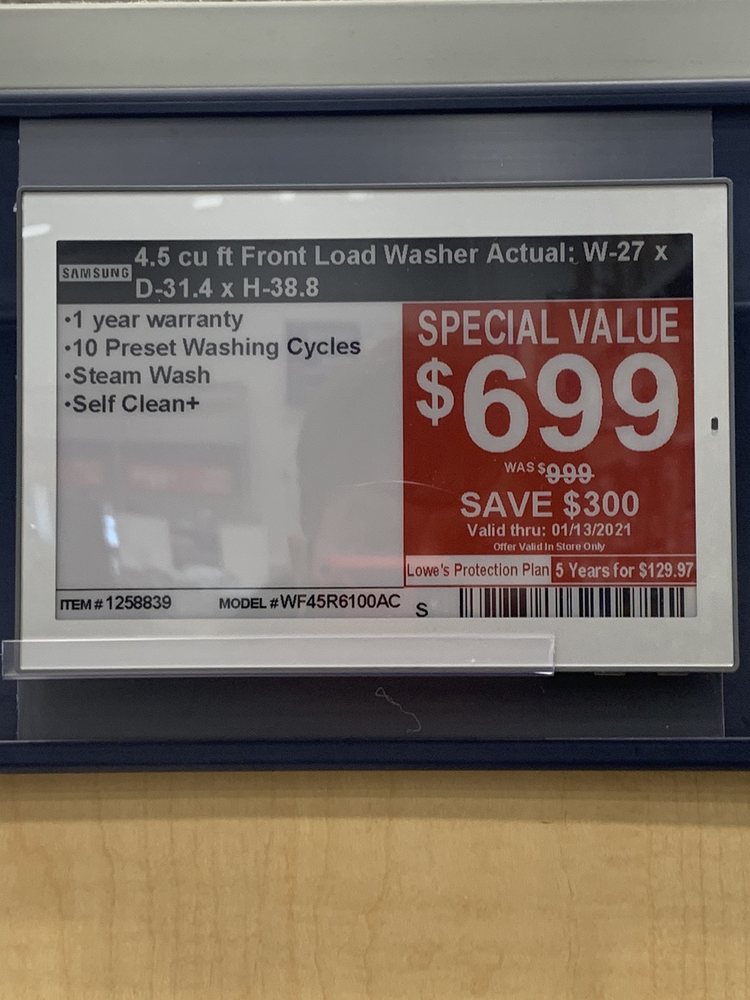 SAMSUNG
4.5 cu ft Front Load Washer Actual: W-27 x
D-31.4 x H-38.8
•1 year warranty
•10 Preset Washing Cycles
•Steam Wash
•Self Clean+
SPECIAL VALUE
$699
WAS $999
SAVE $300
Valid thru: 01/13/2021
Offer Valid In Store Only
Lowe's Protection Plan 5 Years for $129.97
ITEM # 1258839 MODEL # WF45R6100AC S